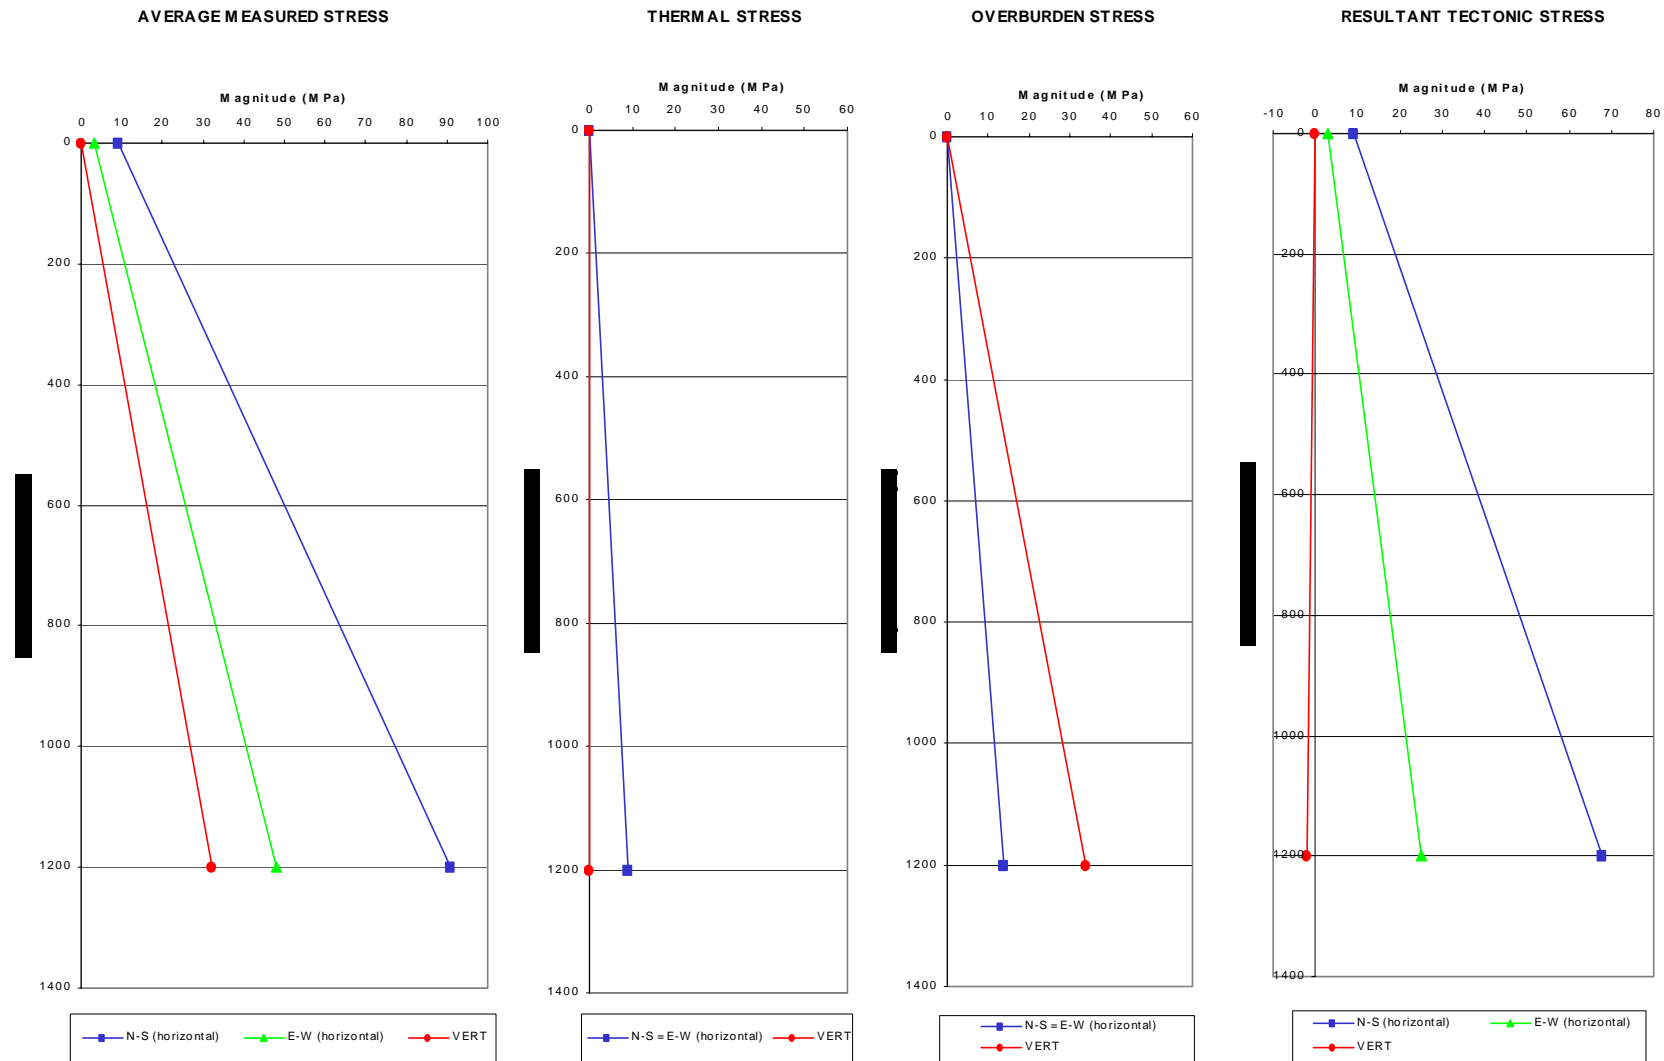 AVERAGE MEASURED STRESS
Magnitude (MPa)
0 10 20 30 40 50 60 70 80 90 100
0
200
400
600
800
1000
1200
1400
N-S (horizontal) E-W (horizontal) VERT
THERMAL STRESS
Magnitude (MPa)
0 10 20 30 40 50 60
0
200
400
600
800
1000
1200
1400
N-S = E-W (horizontal) VERT
OVERBURDEN STRESS
Magnitude (MPa)
0 10 20 30 40 50 60
0
200
400
600
800
1000
1200
1400
N-S = E-W (horizontal)
VERT
RESULTANT TECTONIC STRESS
Magnitude (MPa)
-10 0 10 20 30 40 50 60 70 80
0
200
400
600
800
1000
1200
1400
N-S (horizontal) E-W (horizontal)
VERT